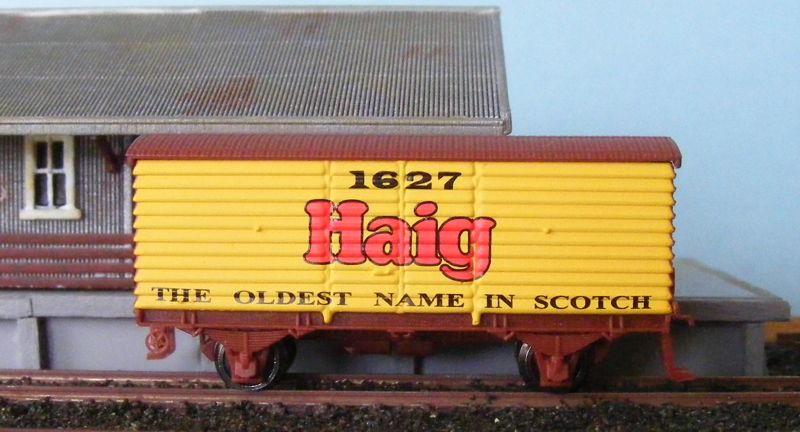 1627
Haig
THE OLDEST NAME IN SCOTCH